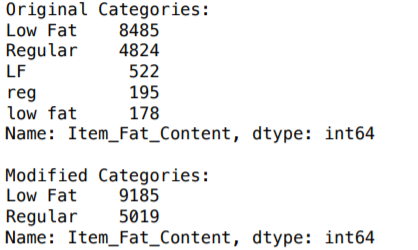 Original Categories:
Low Fat    8485
Regular    4824
LF          522
reg         195
low fat     178
Name: Item_Fat_Content, dtype: int64

Modified Categories:
Low Fat    9185
Regular    5019
Name: Item_Fat_Content, dtype: int64